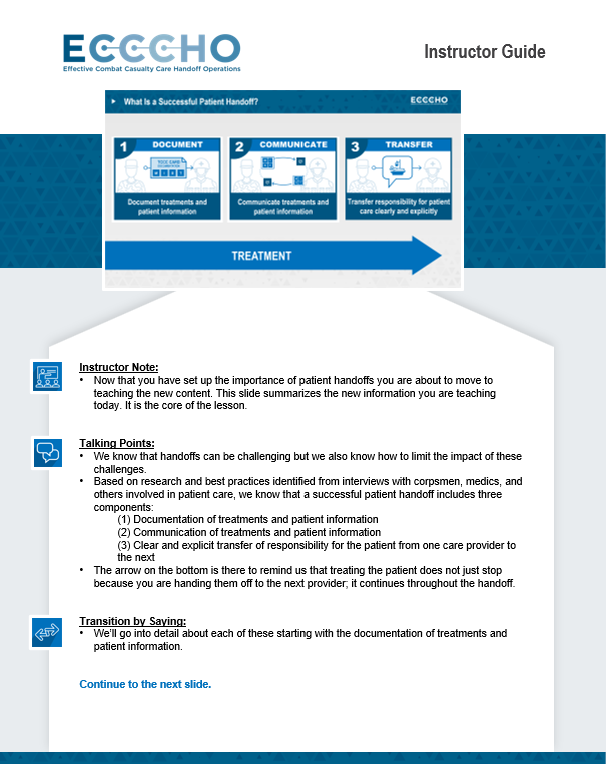 ECCCHO
Effective Combat Casualty Care Handoff Operations
Instructor Guide
What Is a Successful Patient Handoff?
ECCCHO
1 DOCUMENT
Document treatments and
patient information
2 COMMUNICATE
Communicate treatments and
patient information
3 TRANSFER
Transfer responsibility for patient
care clearly and explicitly
TREATMENT
Instructor Note:
• Now that you have set up the importance of patient handoffs you are about to move to
teaching the new content. This slide summarizes the new information you are teaching
today. It is the core of the lesson.
Talking Points:
• We know that handoffs can be challenging but we also know how to limit the impact of these
challenges.
• Based on research and best practices identified from interviews with corpsmen, medics, and
others involved in patient care, we know that a successful patient handoff includes three
components:
(1) Documentation of treatments and patient information
(2) Communication of treatments and patient information
(3) Clear and explicit transfer of responsibility for the patient from one care provider to
the next
• The arrow on the bottom is there to remind us that treating the patient does not just stop
because you are handing them off to the next provider; it continues throughout the handoff.
Transition by Saying:
• We'll go into detail about each of these starting with the documentation of treatments and
patient information.
Continue to the next slide.